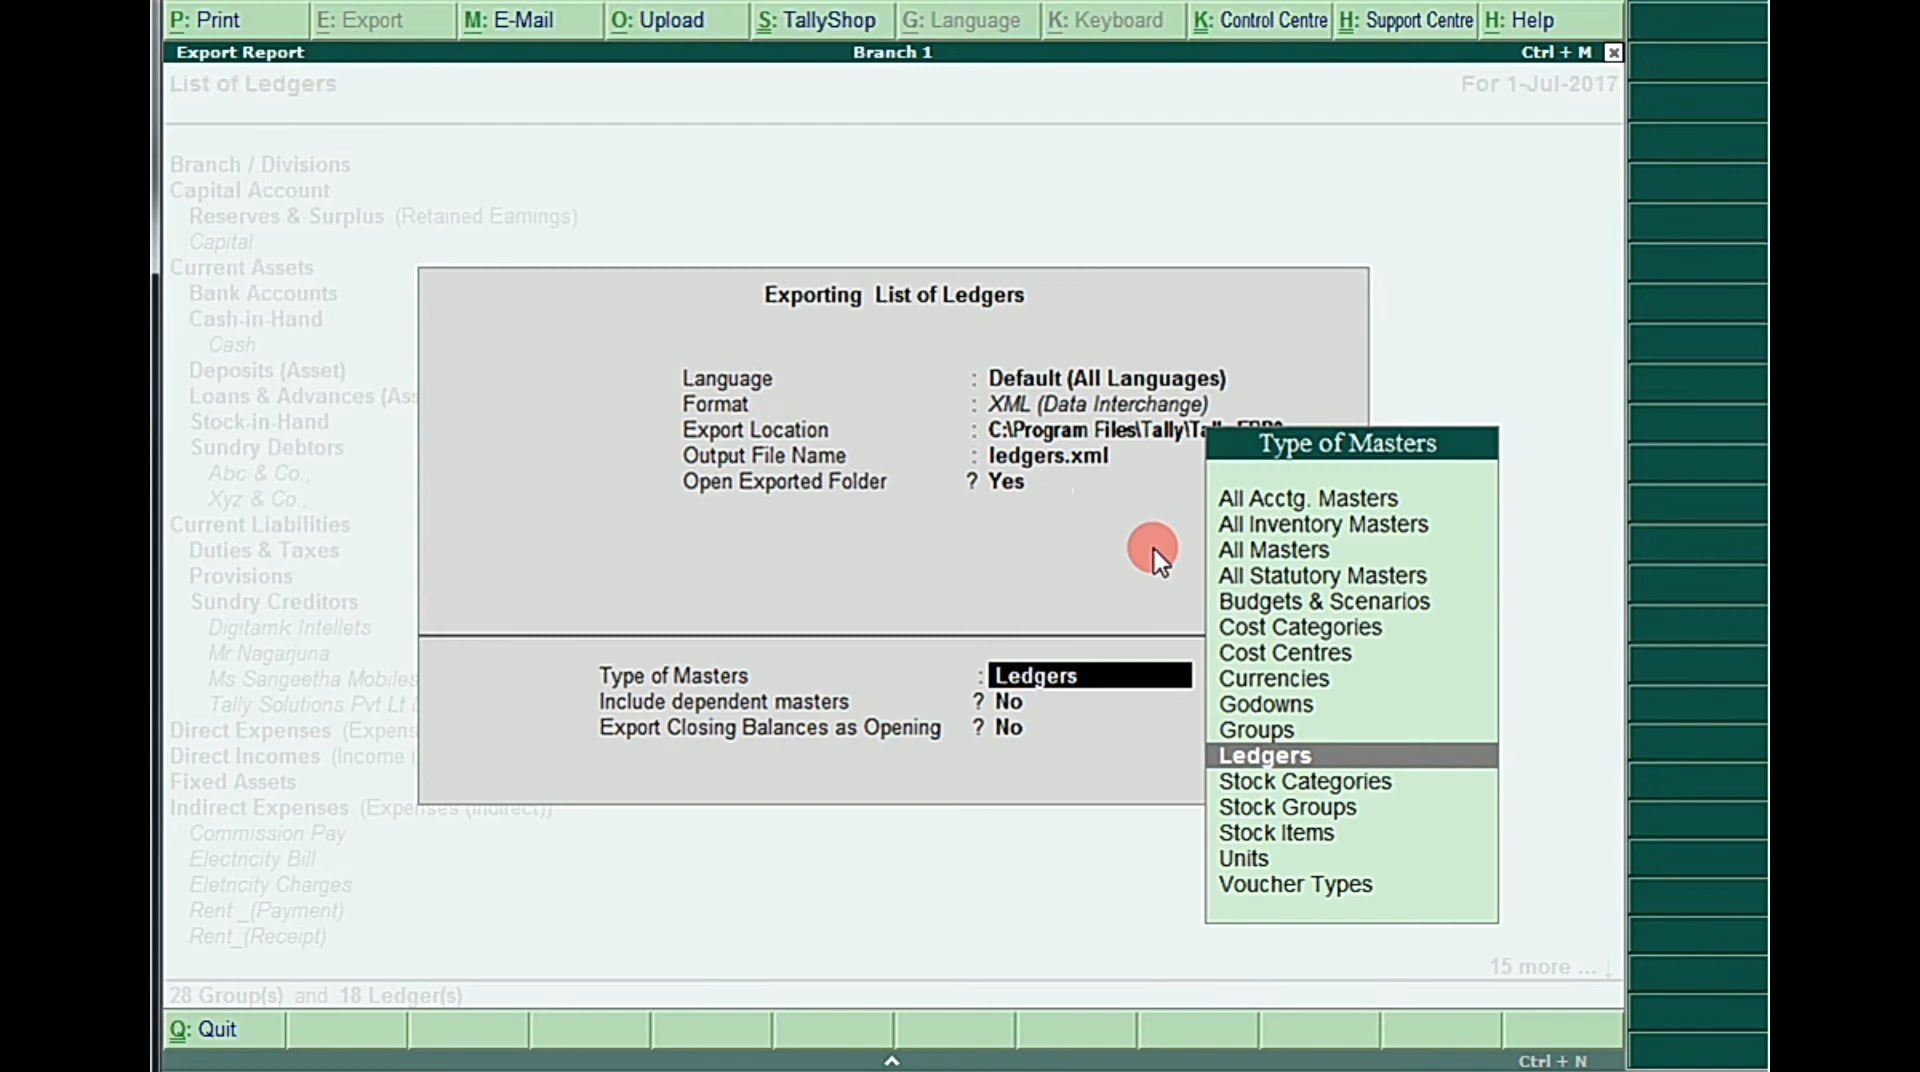 P: Print E: Export M: E-Mail O: Upload S: TallyShop G: Language K: Keyboard K: Control Centre H: Support Centre H: Help
Export Report Branch 1 Ctrl + M
List of Ledgers For 1-Jul-2017
Branch / Divisions
Capital Account
Reserves & Surplus (Retained Earnings)
Capital
Current Assets
Bank Accounts
Cash-in-Hand
Cash
Deposits (Asset)
Loans & Advances (Ass
Stock-in-Hand
Sundry Debtors
Abc & Co.,
Xyz & Co.,
Current Liabilities
Duties & Taxes
Provisions
Sundry Creditors
Digitamk Intellets
Mr Nagarjuna
Ms Sangeetha Mobiles
Tally Solutions Pvt Lt
Direct Expenses (Expens
Direct Incomes (Income (
Fixed Assets
Indirect Expenses (Expenses (Indirect))
Commission Pay
Electricity Bill
Eletricity Charges
Rent _(Payment)
Rent_(Receipt)
15 more ... ↓
28 Group(s) and 18 Ledger(s)
Exporting List of Ledgers
Language : Default (All Languages)
Format : XML (Data Interchange)
Export Location : C:\Program Files\Tally\
Output File Name : ledgers.xml
Open Exported Folder ? Yes
Type of Masters : Ledgers
Include dependent masters ? No
Export Closing Balances as Opening ? No
Type of Masters
All Acctg. Masters
All Inventory Masters
All Masters
All Statutory Masters
Budgets & Scenarios
Cost Categories
Cost Centres
Currencies
Godowns
Groups
Ledgers
Stock Categories
Stock Groups
Stock Items
Units
Voucher Types
Q: Quit
Ctrl + N